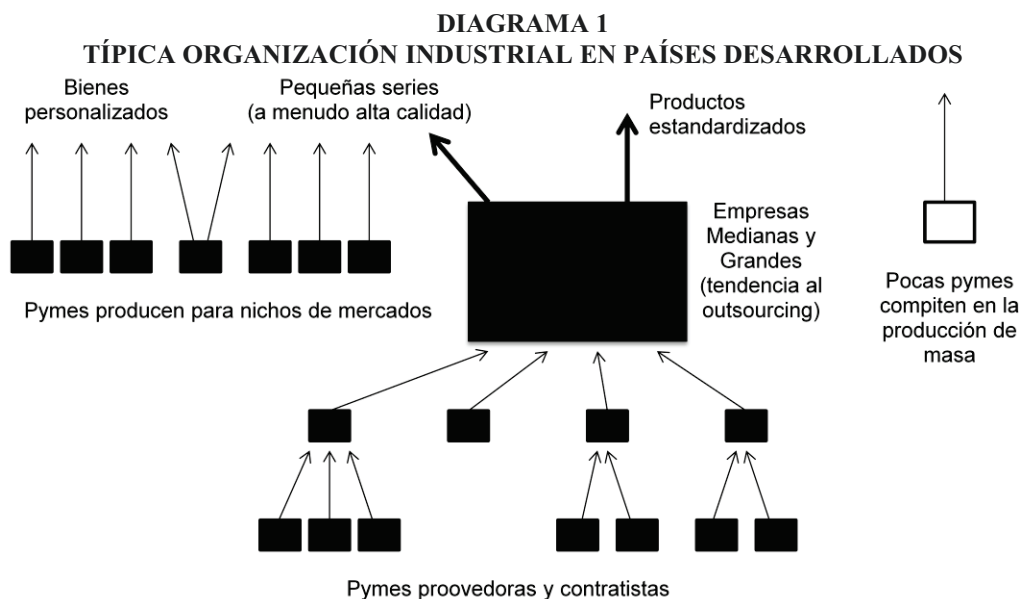 DIAGRAMA 1
TÍPICA ORGANIZACIÓN INDUSTRIAL EN PAÍSES DESARROLLADOS
Bienes
personalizados
Pequeñas series
(a menudo alta calidad)
Productos
estandardizados
Empresas
Medianas y
Grandes
(tendencia al
outsourcing)
Pocas pymes
compiten en la
producción de
masa
Pymes producen para nichos de mercados
Pymes proovedoras y contratistas